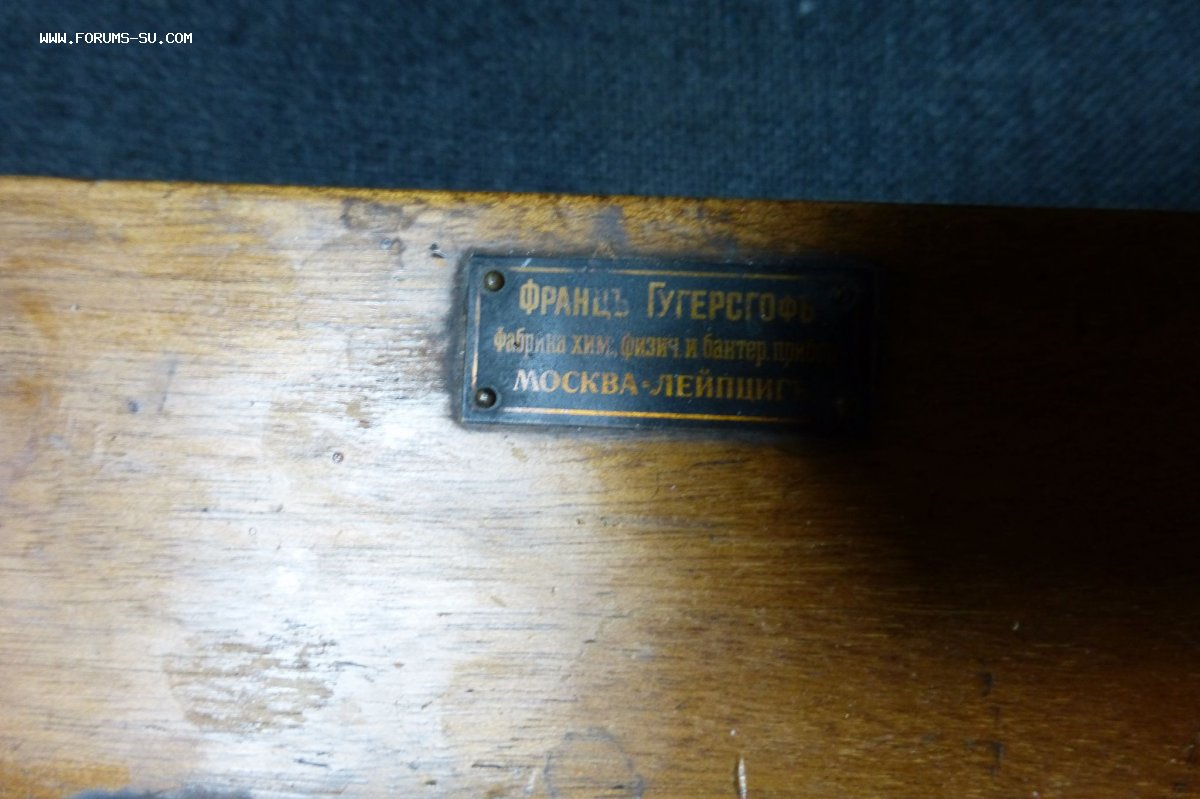 WWW.FORUMS-SU.COM
ФРАНЦЪ ГУГЕРСГОФЪ
Фабрика хим. физич. и бактер.
МОСКВА-ЛЕЙПЦИГЪ